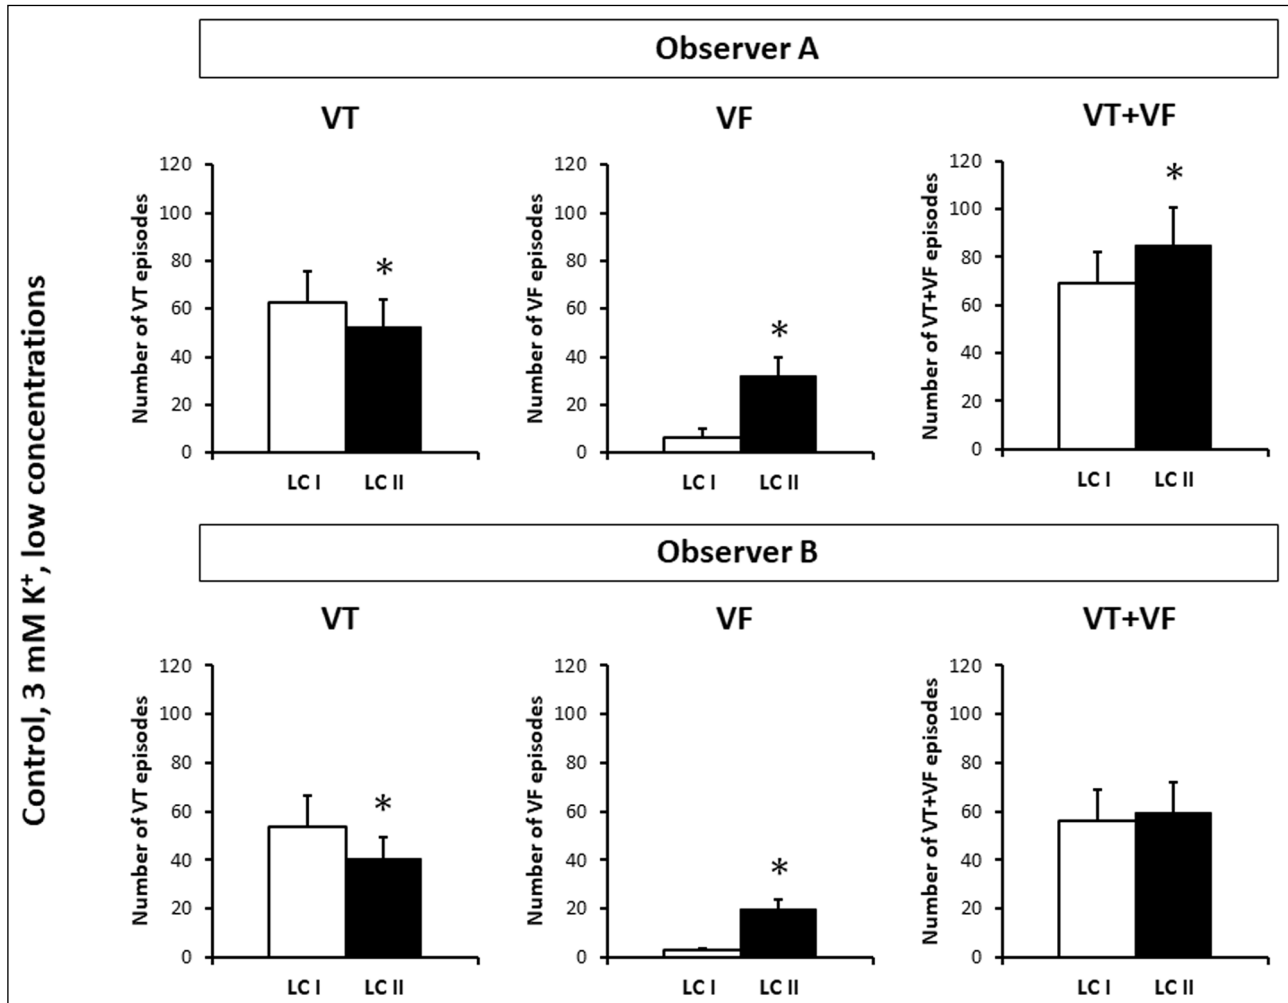 Control, 3 mM K⁺, low concentrations
Observer A
VT
Number of VT episodes
120
100
80
60
40
20
0
*
LC I
LC II
VF
Number of VF episodes
120
100
80
60
40
20
0
*
LC I
LC II
VT+VF
Number of VT+VF episodes
120
100
80
60
40
20
0
*
LC I
LC II
Observer B
VT
Number of VT episodes
120
100
80
60
40
20
0
*
LC I
LC II
VF
Number of VF episodes
120
100
80
60
40
20
0
*
LC I
LC II
VT+VF
Number of VT+VF episodes
120
100
80
60
40
20
0
LC I
LC II